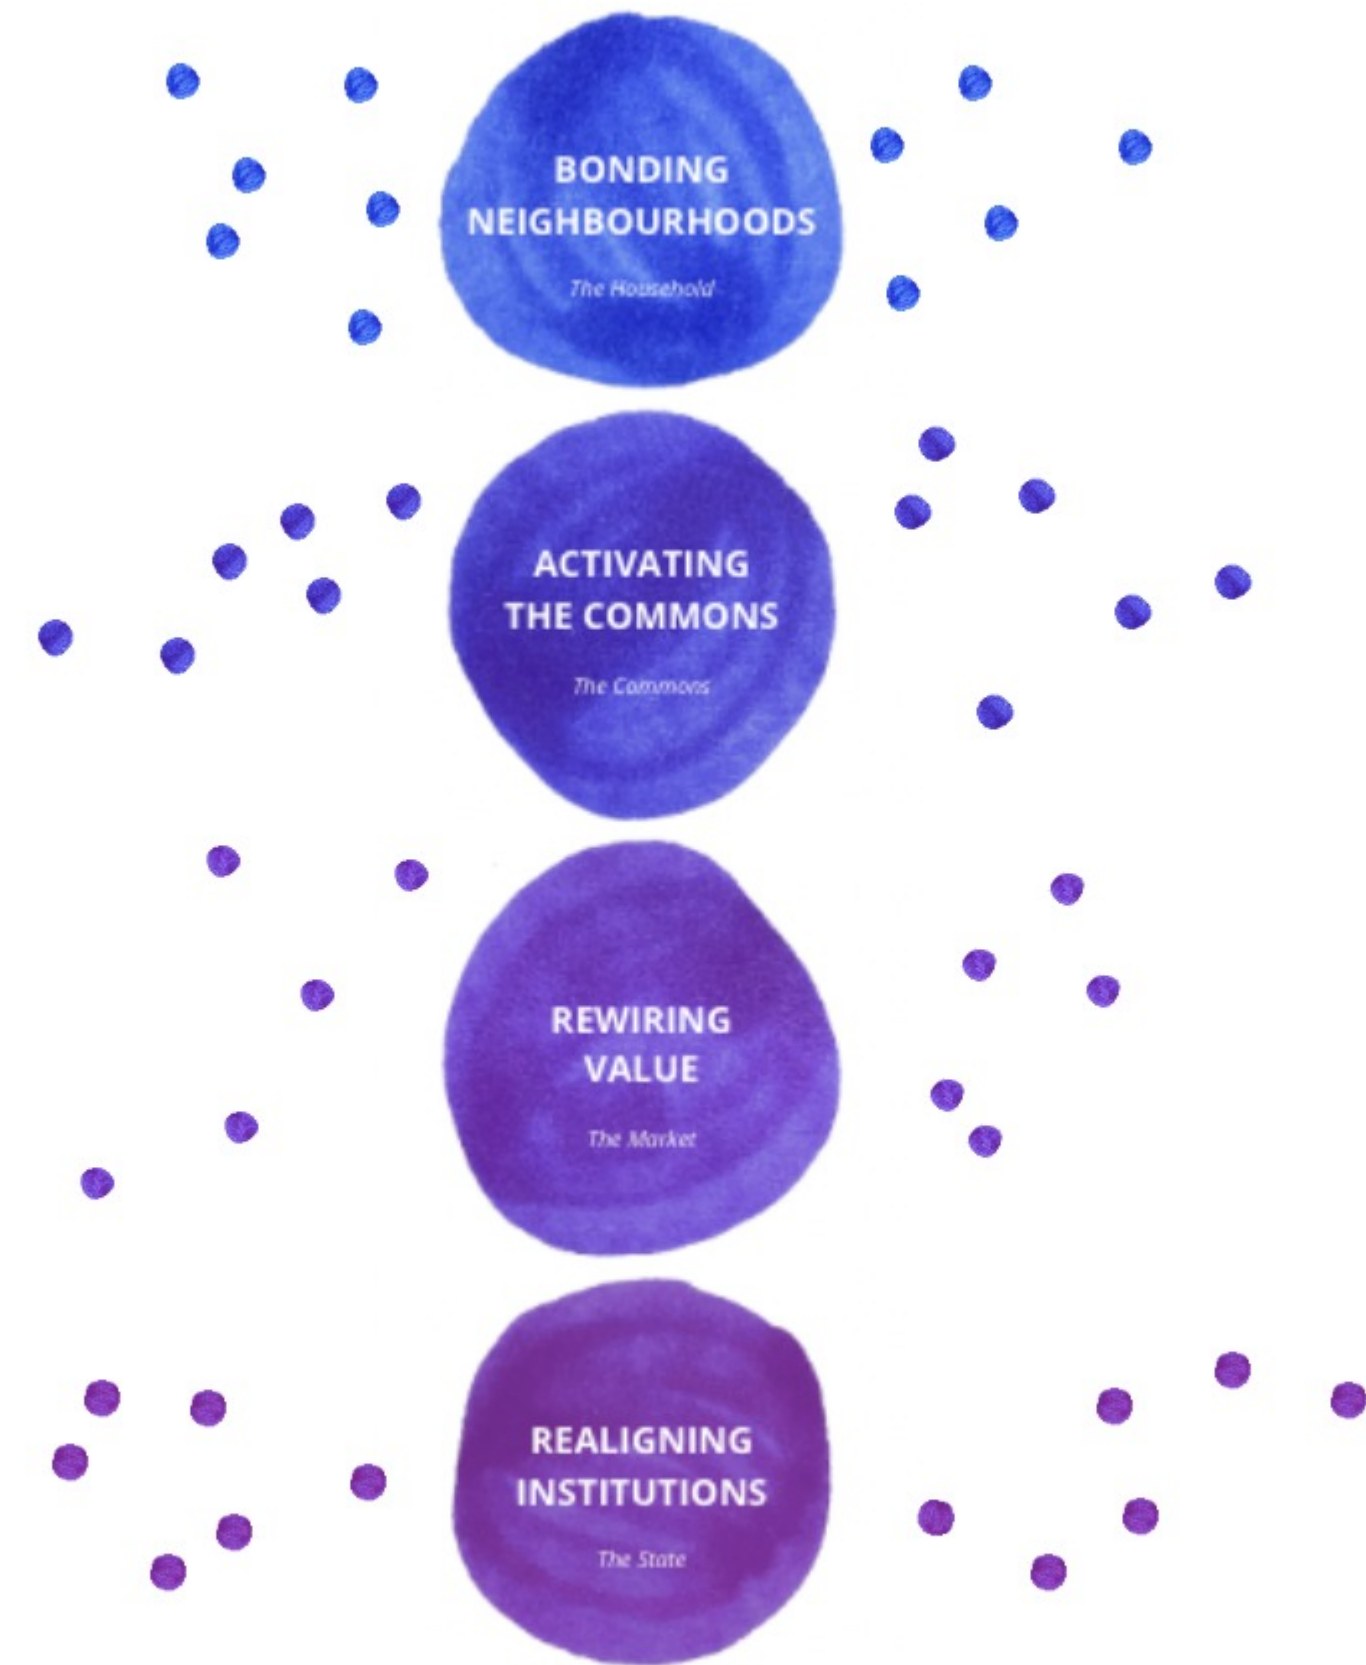 BONDING
NEIGHBOURHOODS
The Household
ACTIVATING
THE COMMONS
The Commons
REWIRING
VALUE
The Market
REALIGNING
INSTITUTIONS
The State